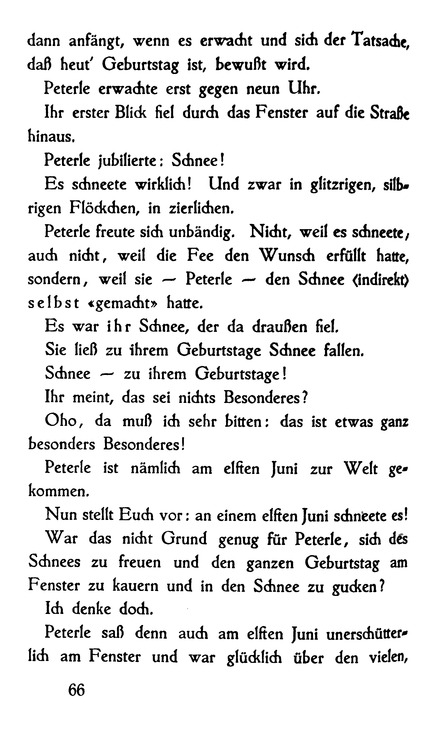 dann anfängt, wenn es erwacht und sich der Tatsache,
daß heut' Geburtstag ist, bewußt wird.
Peterle erwachte erst gegen neun Uhr.
Ihr erster Blick fiel durch das Fenster auf die Straße
hinaus.
Peterle jubilierte: Schnee!
Es schneete wirklich! Und zwar in glitzrigen, silb-
rigen Flöckchen, in zierlichen.
Peterle freute sich unbändig. Nicht, weil es schneete,
auch nicht, weil die Fee den Wunsch erfüllt hatte,
sondern, weil sie — Peterle — den Schnee (indirekt)
selbst «gemacht» hatte.
Es war ihr Schnee, der da draußen fiel.
Sie ließ zu ihrem Geburtstage Schnee fallen.
Schnee — zu ihrem Geburtstage!
Ihr meint, das sei nichts Besonderes?
Oho, da muß ich sehr bitten: das ist etwas ganz
besonders Besonderes!
Peterle ist nämlich am elften Juni zur Welt ge-
kommen.
Nun stellt Euch vor: an einem elften Juni schneete es!
War das nicht Grund genug für Peterle, sich des
Schnees zu freuen und den ganzen Geburtstag am
Fenster zu kauern und in den Schnee zu gucken?
Ich denke doch.
Peterle saß denn auch am elften Juni unerschütter-
lich am Fenster und war glücklich über den vielen,
66